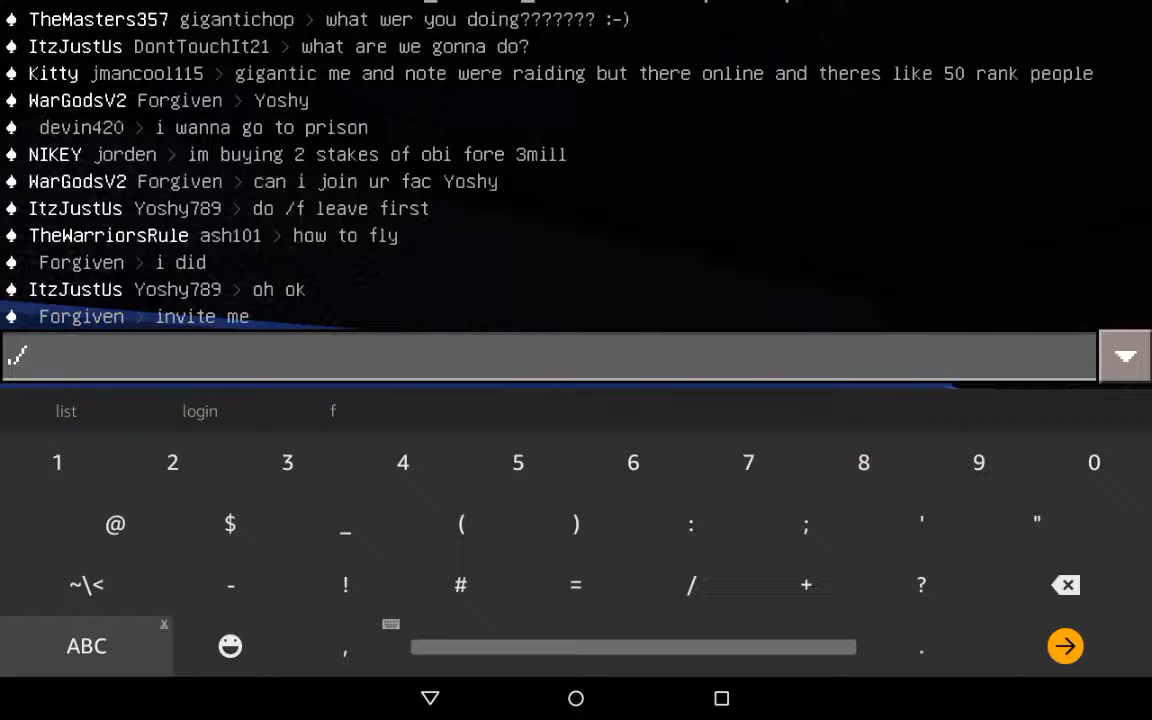 ♠ TheMasters357 gigantichop > what wer you doing??????? :-)
♠ ItzJustUs DontTouchIt21 > what are we gonna do?
♠ Kitty jmancool115 > gigantic me and note were raiding but there online and theres like 50 rank people
♠ WarGodsV2 Forgiven > Yoshy
♠ devin420 > i wanna go to prison
♠ NIKEY jorden > im buying 2 stakes of obi fore 3mill
♠ WarGodsV2 Forgiven > can i join ur fac Yoshy
♠ ItzJustUs Yoshy789 > do /f leave first
♠ TheWarriorsRule ash101 > how to fly
♠ Forgiven > i did
♠ ItzJustUs Yoshy789 > oh ok
♠ Forgiven > invite me
./
list login f
1 2 3 4 5 6 7 8 9 0
@ $ _ ( ) : ; ' "
~\< - ! # = / + ?
ABC X , .